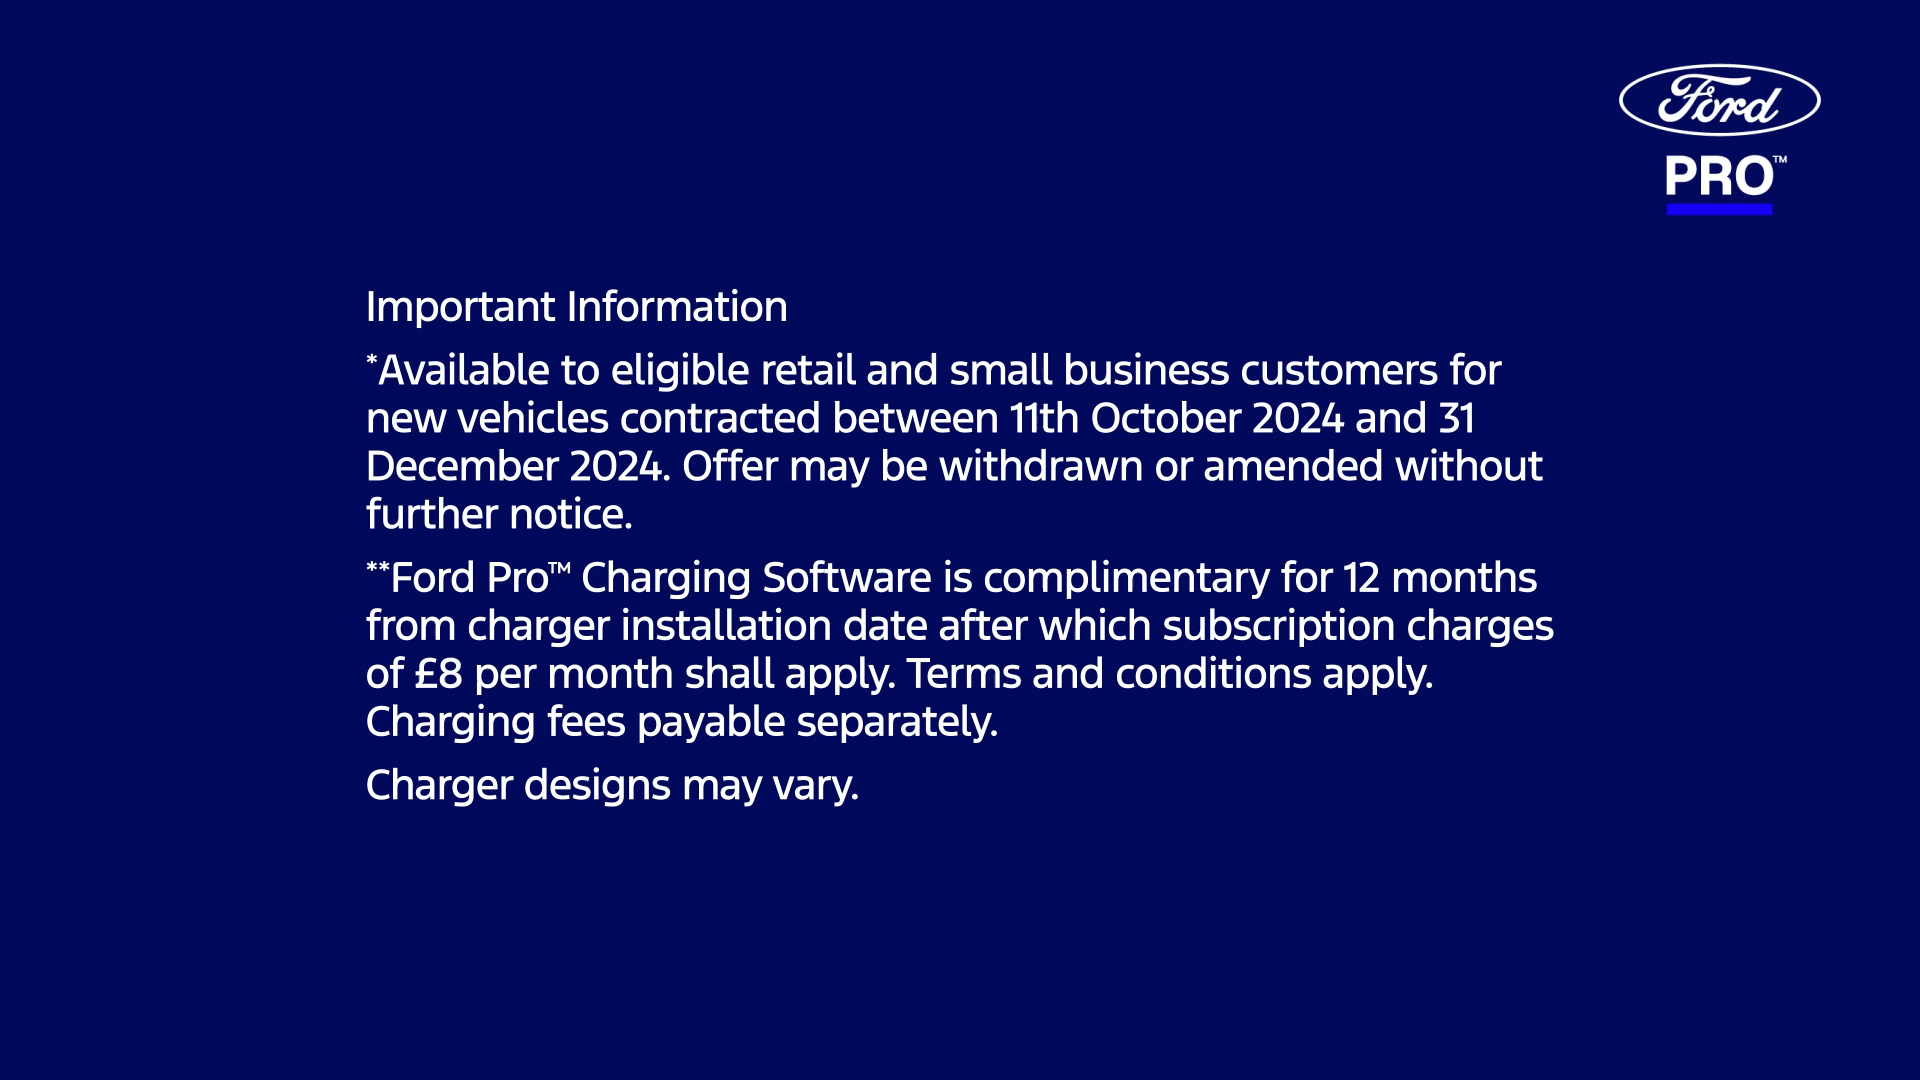 Ford
PRO™
Important Information
*Available to eligible retail and small business customers for
new vehicles contracted between 11th October 2024 and 31
December 2024. Offer may be withdrawn or amended without
further notice.
**Ford Pro™ Charging Software is complimentary for 12 months
from charger installation date after which subscription charges
of £8 per month shall apply. Terms and conditions apply.
Charging fees payable separately.
Charger designs may vary.